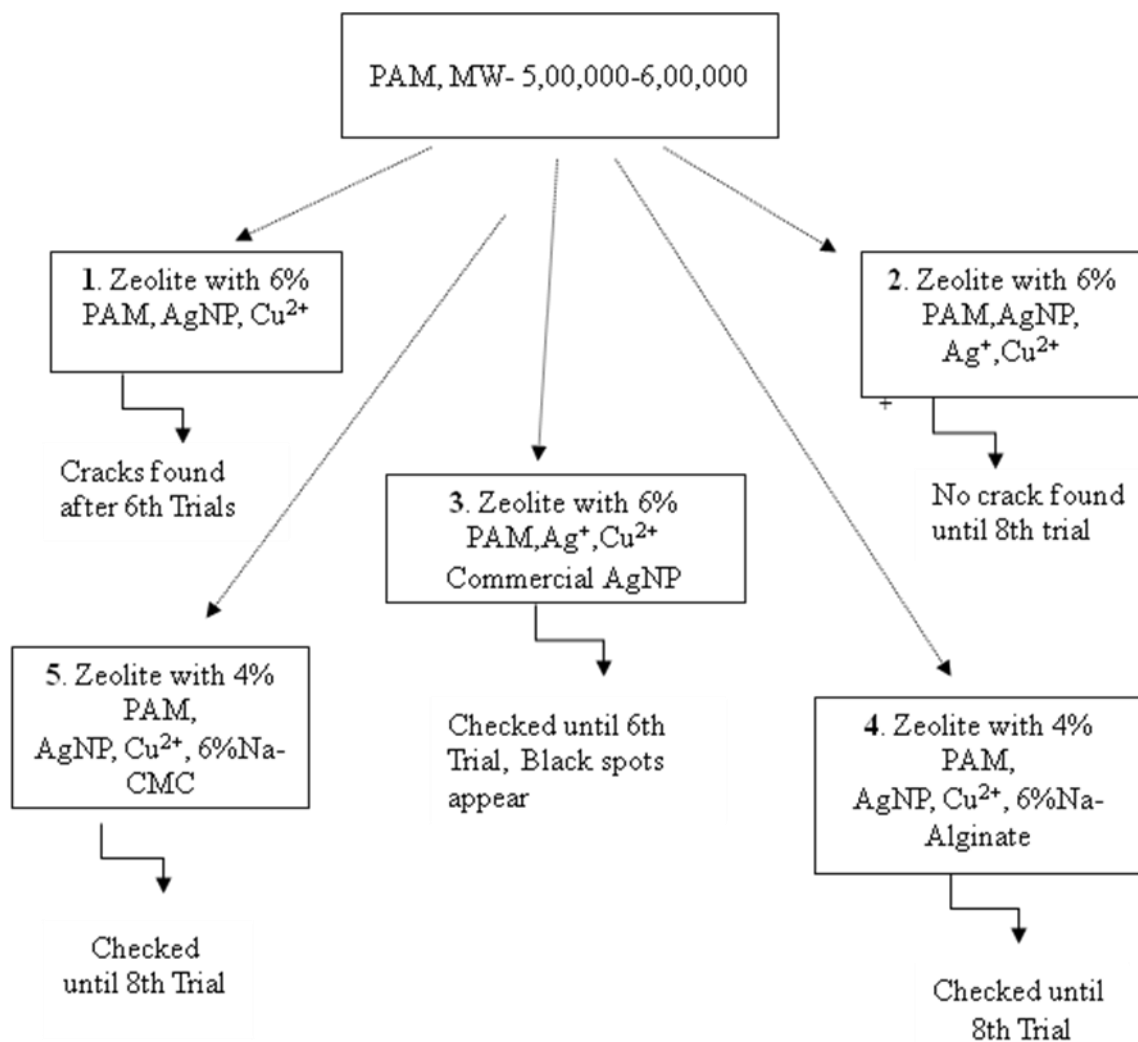 PAM, MW- 5,00,000-6,00,000
1. Zeolite with 6%
PAM, AgNP, Cu²⁺
Cracks found
after 6th Trials
2. Zeolite with 6%
PAM,AgNP,
Ag⁺,Cu²⁺
+
No crack found
until 8th trial
3. Zeolite with 6%
PAM,Ag⁺,Cu²⁺
Commercial AgNP
Checked until 6th
Trial, Black spots
appear
5. Zeolite with 4%
PAM,
AgNP, Cu²⁺, 6%Na-
CMC
Checked
until 8th Trial
4. Zeolite with 4%
PAM,
AgNP, Cu²⁺, 6%Na-
Alginate
Checked until
8th Trial